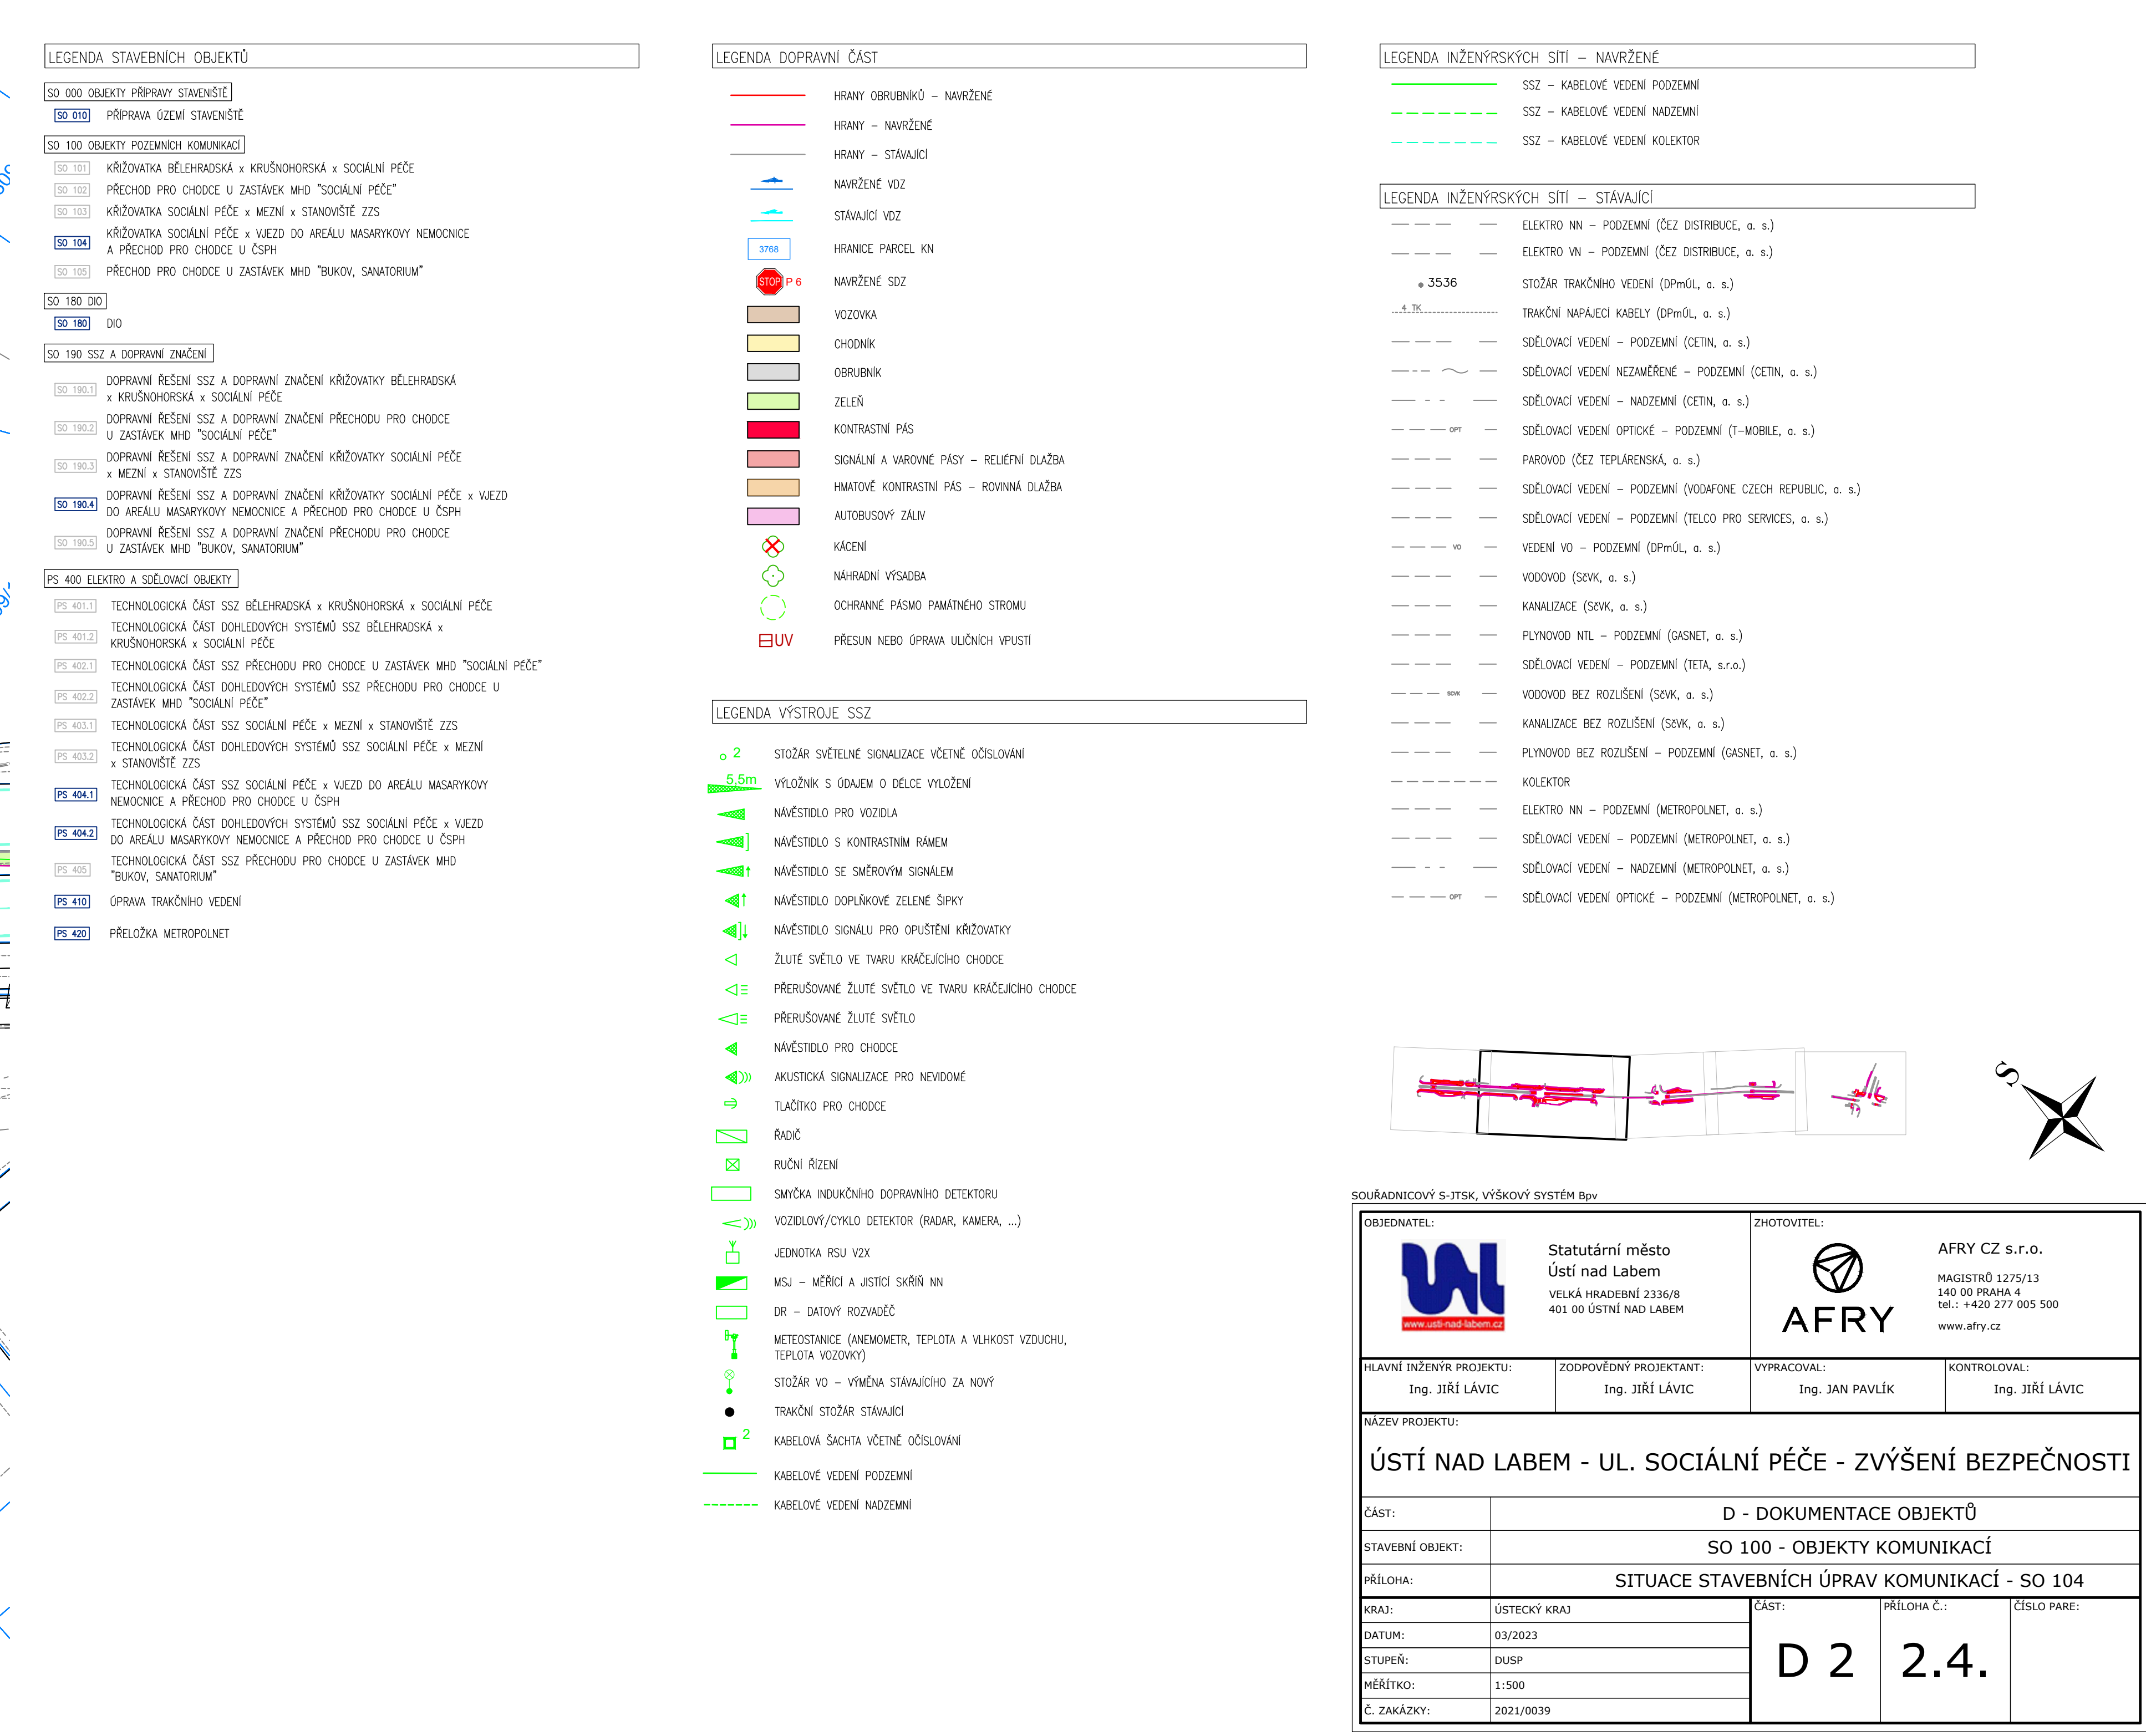 LEGENDA STAVEBNÍCH OBJEKTŮ
SO 000 OBJEKTY PŘÍPRAVY STAVENIŠTĚ
SO 010 PŘÍPRAVA ÚZEMÍ STAVENIŠTĚ
SO 100 OBJEKTY POZEMNÍCH KOMUNIKACÍ
SO 101 KŘIŽOVATKA BĚLEHRADSKÁ x KRUŠNOHORSKÁ x SOCIÁLNÍ PÉČE
SO 102 PŘECHOD PRO CHODCE U ZASTÁVEK MHD "SOCIÁLNÍ PÉČE"
SO 103 KŘIŽOVATKA SOCIÁLNÍ PÉČE x MEZNÍ x STANOVIŠTĚ ZZS
SO 104 KŘIŽOVATKA SOCIÁLNÍ PÉČE x VJEZD DO AREÁLU MASARYKOVY NEMOCNICE
A PŘECHOD PRO CHODCE U ČSPH
SO 105 PŘECHOD PRO CHODCE U ZASTÁVEK MHD "BUKOV, SANATORIUM"
SO 180 DIO
SO 180 DIO
SO 190 SSZ A DOPRAVNÍ ZNAČENÍ
SO 190.1 DOPRAVNÍ ŘEŠENÍ SSZ A DOPRAVNÍ ZNAČENÍ KŘIŽOVATKY BĚLEHRADSKÁ
x KRUŠNOHORSKÁ x SOCIÁLNÍ PÉČE
SO 190.2 DOPRAVNÍ ŘEŠENÍ SSZ A DOPRAVNÍ ZNAČENÍ PŘECHODU PRO CHODCE
U ZASTÁVEK MHD "SOCIÁLNÍ PÉČE"
SO 190.3 DOPRAVNÍ ŘEŠENÍ SSZ A DOPRAVNÍ ZNAČENÍ KŘIŽOVATKY SOCIÁLNÍ PÉČE
x MEZNÍ x STANOVIŠTĚ ZZS
SO 190.4 DOPRAVNÍ ŘEŠENÍ SSZ A DOPRAVNÍ ZNAČENÍ KŘIŽOVATKY SOCIÁLNÍ PÉČE x VJEZD
DO AREÁLU MASARYKOVY NEMOCNICE A PŘECHOD PRO CHODCE U ČSPH
SO 190.5 DOPRAVNÍ ŘEŠENÍ SSZ A DOPRAVNÍ ZNAČENÍ PŘECHODU PRO CHODCE
U ZASTÁVEK MHD "BUKOV, SANATORIUM"
PS 400 ELEKTRO A SDĚLOVACÍ OBJEKTY
PS 401.1 TECHNOLOGICKÁ ČÁST SSZ BĚLEHRADSKÁ x KRUŠNOHORSKÁ x SOCIÁLNÍ PÉČE
PS 401.2 TECHNOLOGICKÁ ČÁST DOHLEDOVÝCH SYSTÉMŮ SSZ BĚLEHRADSKÁ x
KRUŠNOHORSKÁ x SOCIÁLNÍ PÉČE
PS 402.1 TECHNOLOGICKÁ ČÁST SSZ PŘECHODU PRO CHODCE U ZASTÁVEK MHD "SOCIÁLNÍ PÉČE"
PS 402.2 TECHNOLOGICKÁ ČÁST DOHLEDOVÝCH SYSTÉMŮ SSZ PŘECHODU PRO CHODCE U
ZASTÁVEK MHD "SOCIÁLNÍ PÉČE"
PS 403.1 TECHNOLOGICKÁ ČÁST SSZ SOCIÁLNÍ PÉČE x MEZNÍ x STANOVIŠTĚ ZZS
PS 403.2 TECHNOLOGICKÁ ČÁST DOHLEDOVÝCH SYSTÉMŮ SSZ SOCIÁLNÍ PÉČE x MEZNÍ
x STANOVIŠTĚ ZZS
PS 404.1 TECHNOLOGICKÁ ČÁST SSZ SOCIÁLNÍ PÉČE x VJEZD DO AREÁLU MASARYKOVY
NEMOCNICE A PŘECHOD PRO CHODCE U ČSPH
PS 404.2 TECHNOLOGICKÁ ČÁST DOHLEDOVÝCH SYSTÉMŮ SSZ SOCIÁLNÍ PÉČE x VJEZD
DO AREÁLU MASARYKOVY NEMOCNICE A PŘECHOD PRO CHODCE U ČSPH
PS 405 TECHNOLOGICKÁ ČÁST SSZ PŘECHODU PRO CHODCE U ZASTÁVEK MHD
"BUKOV, SANATORIUM"
PS 410 ÚPRAVA TRAKČNÍHO VEDENÍ
PS 420 PŘELOŽKA METROPOLNET
LEGENDA DOPRAVNÍ ČÁST
HRANY OBRUBNÍKŮ – NAVRŽENÉ
HRANY – NAVRŽENÉ
HRANY – STÁVAJÍCÍ
NAVRŽENÉ VDZ
STÁVAJÍCÍ VDZ
3768 HRANICE PARCEL KN
STOP P 6 NAVRŽENÉ SDZ
VOZOVKA
CHODNÍK
OBRUBNÍK
ZELEŇ
KONTRASTNÍ PÁS
SIGNÁLNÍ A VAROVNÉ PÁSY – RELIÉFNÍ DLAŽBA
HMATOVĚ KONTRASTNÍ PÁS – ROVINNÁ DLAŽBA
AUTOBUSOVÝ ZÁLIV
KÁCENÍ
NÁHRADNÍ VÝSADBA
OCHRANNÉ PÁSMO PAMÁTNÉHO STROMU
UV PŘESUN NEBO ÚPRAVA ULIČNÍCH VPUSTÍ
LEGENDA VÝSTROJE SSZ
2 STOŽÁR SVĚTELNÉ SIGNALIZACE VČETNĚ OČÍSLOVÁNÍ
5,5m VÝLOŽNÍK S ÚDAJEM O DÉLCE VYLOŽENÍ
NÁVĚSTIDLO PRO VOZIDLA
NÁVĚSTIDLO S KONTRASTNÍM RÁMEM
NÁVĚSTIDLO SE SMĚROVÝM SIGNÁLEM
NÁVĚSTIDLO DOPLŇKOVÉ ZELENÉ ŠIPKY
NÁVĚSTIDLO SIGNÁLU PRO OPUŠTĚNÍ KŘIŽOVATKY
ŽLUTÉ SVĚTLO VE TVARU KRÁČEJÍCÍHO CHODCE
PŘERUŠOVANÉ ŽLUTÉ SVĚTLO VE TVARU KRÁČEJÍCÍHO CHODCE
PŘERUŠOVANÉ ŽLUTÉ SVĚTLO
NÁVĚSTIDLO PRO CHODCE
AKUSTICKÁ SIGNALIZACE PRO NEVIDOMÉ
TLAČÍTKO PRO CHODCE
ŘADIČ
RUČNÍ ŘÍZENÍ
SMYČKA INDUKČNÍHO DOPRAVNÍHO DETEKTORU
VOZIDLOVÝ/CYKLO DETEKTOR (RADAR, KAMERA, ...)
JEDNOTKA RSU V2X
MSJ – MĚŘÍCÍ A JISTÍCÍ SKŘÍŇ NN
DR – DATOVÝ ROZVADĚČ
METEOSTANICE (ANEMOMETR, TEPLOTA A VLHKOST VZDUCHU,
TEPLOTA VOZOVKY)
STOŽÁR VO – VÝMĚNA STÁVAJÍCÍHO ZA NOVÝ
TRAKČNÍ STOŽÁR STÁVAJÍCÍ
2 KABELOVÁ ŠACHTA VČETNĚ OČÍSLOVÁNÍ
KABELOVÉ VEDENÍ PODZEMNÍ
KABELOVÉ VEDENÍ NADZEMNÍ
LEGENDA INŽENÝRSKÝCH SÍTÍ – NAVRŽENÉ
SSZ – KABELOVÉ VEDENÍ PODZEMNÍ
SSZ – KABELOVÉ VEDENÍ NADZEMNÍ
SSZ – KABELOVÉ VEDENÍ KOLEKTOR
LEGENDA INŽENÝRSKÝCH SÍTÍ – STÁVAJÍCÍ
ELEKTRO NN – PODZEMNÍ (ČEZ DISTRIBUCE, a. s.)
ELEKTRO VN – PODZEMNÍ (ČEZ DISTRIBUCE, a. s.)
3536 STOŽÁR TRAKČNÍHO VEDENÍ (DPmÚL, a. s.)
4 TK TRAKČNÍ NAPÁJECÍ KABELY (DPmÚL, a. s.)
SDĚLOVACÍ VEDENÍ – PODZEMNÍ (CETIN, a. s.)
SDĚLOVACÍ VEDENÍ NEZAMĚŘENÉ – PODZEMNÍ (CETIN, a. s.)
SDĚLOVACÍ VEDENÍ – NADZEMNÍ (CETIN, a. s.)
OPT SDĚLOVACÍ VEDENÍ OPTICKÉ – PODZEMNÍ (T–MOBILE, a. s.)
PAROVOD (ČEZ TEPLÁRENSKÁ, a. s.)
SDĚLOVACÍ VEDENÍ – PODZEMNÍ (VODAFONE CZECH REPUBLIC, a. s.)
SDĚLOVACÍ VEDENÍ – PODZEMNÍ (TELCO PRO SERVICES, a. s.)
VO VEDENÍ VO – PODZEMNÍ (DPmÚL, a. s.)
VODOVOD (SčVK, a. s.)
KANALIZACE (SčVK, a. s.)
PLYNOVOD NTL – PODZEMNÍ (GASNET, a. s.)
SDĚLOVACÍ VEDENÍ – PODZEMNÍ (TETA, s.r.o.)
SCVK VODOVOD BEZ ROZLIŠENÍ (SčVK, a. s.)
KANALIZACE BEZ ROZLIŠENÍ (SčVK, a. s.)
PLYNOVOD BEZ ROZLIŠENÍ – PODZEMNÍ (GASNET, a. s.)
KOLEKTOR
ELEKTRO NN – PODZEMNÍ (METROPOLNET, a. s.)
SDĚLOVACÍ VEDENÍ – PODZEMNÍ (METROPOLNET, a. s.)
SDĚLOVACÍ VEDENÍ – NADZEMNÍ (METROPOLNET, a. s.)
OPT SDĚLOVACÍ VEDENÍ OPTICKÉ – PODZEMNÍ (METROPOLNET, a. s.)
S
SOUŘADNICOVÝ S-JTSK, VÝŠKOVÝ SYSTÉM Bpv
OBJEDNATEL:
www.usti-nad-labem.cz
Statutární město
Ústí nad Labem
VELKÁ HRADEBNÍ 2336/8
401 00 ÚSTNÍ NAD LABEM
ZHOTOVITEL:
AFRY
AFRY CZ s.r.o.
MAGISTRŮ 1275/13
140 00 PRAHA 4
tel.: +420 277 005 500
www.afry.cz
HLAVNÍ INŽENÝR PROJEKTU:
Ing. JIŘÍ LÁVIC
ZODPOVĚDNÝ PROJEKTANT:
Ing. JIŘÍ LÁVIC
VYPRACOVAL:
Ing. JAN PAVLÍK
KONTROLOVAL:
Ing. JIŘÍ LÁVIC
NÁZEV PROJEKTU:
ÚSTÍ NAD LABEM - UL. SOCIÁLNÍ PÉČE - ZVÝŠENÍ BEZPEČNOSTI
ČÁST: D - DOKUMENTACE OBJEKTŮ
STAVEBNÍ OBJEKT: SO 100 - OBJEKTY KOMUNIKACÍ
PŘÍLOHA: SITUACE STAVEBNÍCH ÚPRAV KOMUNIKACÍ - SO 104
KRAJ: ÚSTECKÝ KRAJ
DATUM: 03/2023
STUPEŇ: DUSP
MĚŘÍTKO: 1:500
Č. ZAKÁZKY: 2021/0039
ČÁST:
D 2
PŘÍLOHA Č.:
2.4.
ČÍSLO PARE: